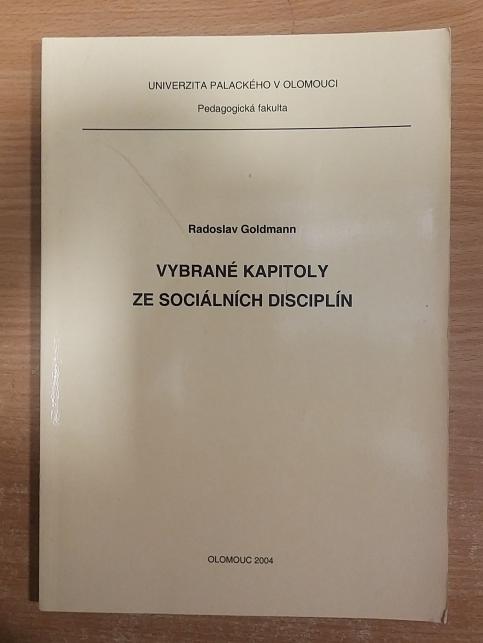 UNIVERZITA PALACKÉHO V OLOMOUCI
Pedagogická fakulta
Radoslav Goldmann
VYBRANÉ KAPITOLY
ZE SOCIÁLNÍCH DISCIPLÍN
OLOMOUC 2004